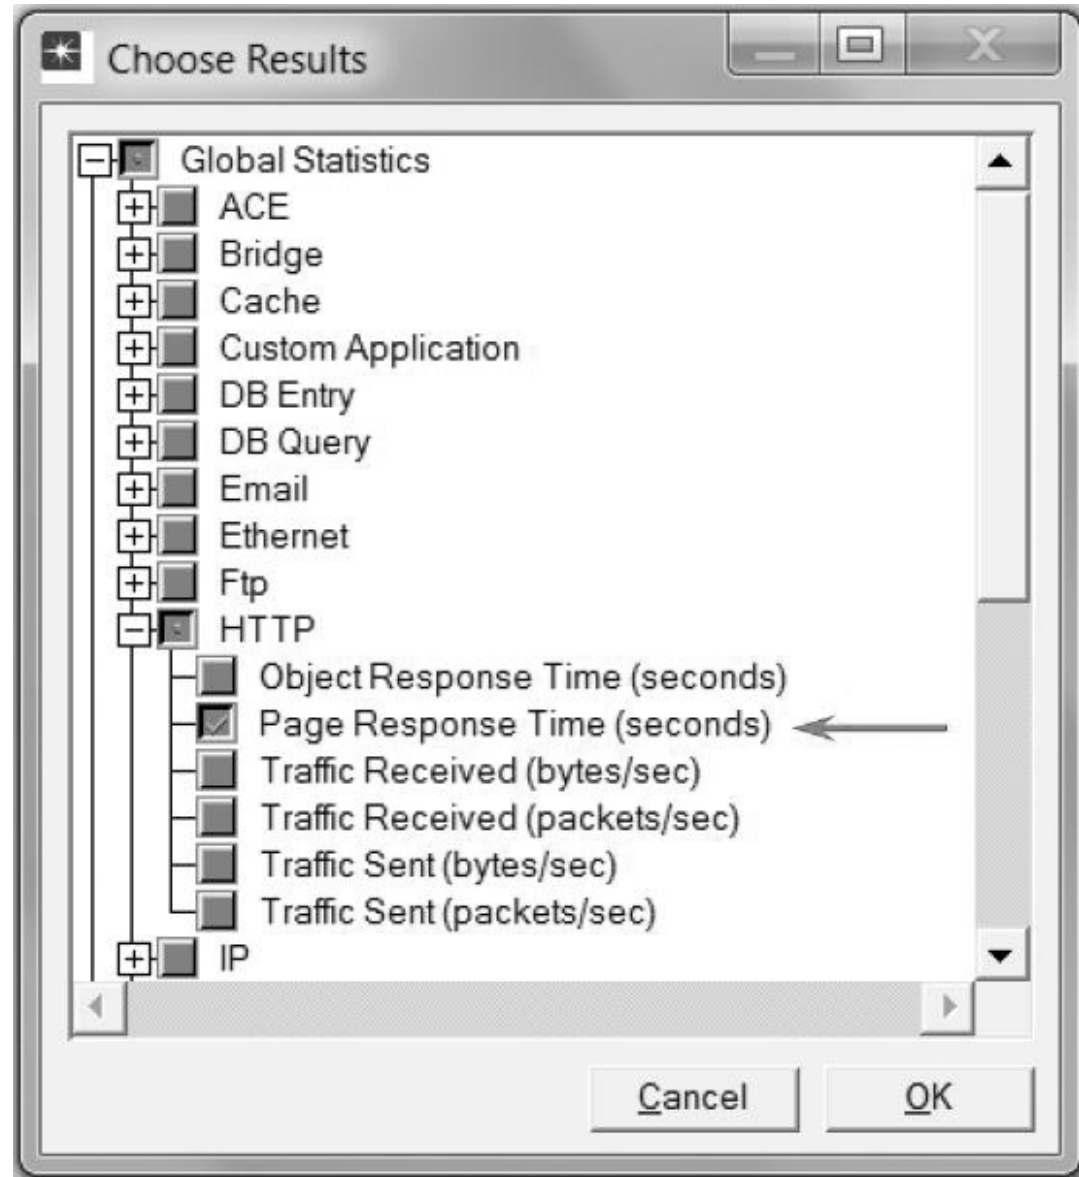 Choose Results
Global Statistics
ACE
Bridge
Cache
Custom Application
DB Entry
DB Query
Email
Ethernet
Ftp
HTTP
Object Response Time (seconds)
Page Response Time (seconds)
Traffic Received (bytes/sec)
Traffic Received (packets/sec)
Traffic Sent (bytes/sec)
Traffic Sent (packets/sec)
IP
Cancel OK